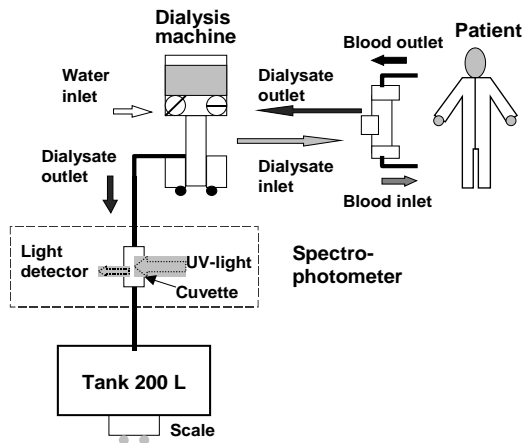 Dialysis
machine
Patient
Blood outlet
Water
inlet
Dialysate
outlet
Dialysate
outlet
Dialysate
inlet
Blood inlet
Light
detector
UV-light
Cuvette
Spectro-
photometer
Tank 200 L
Scale